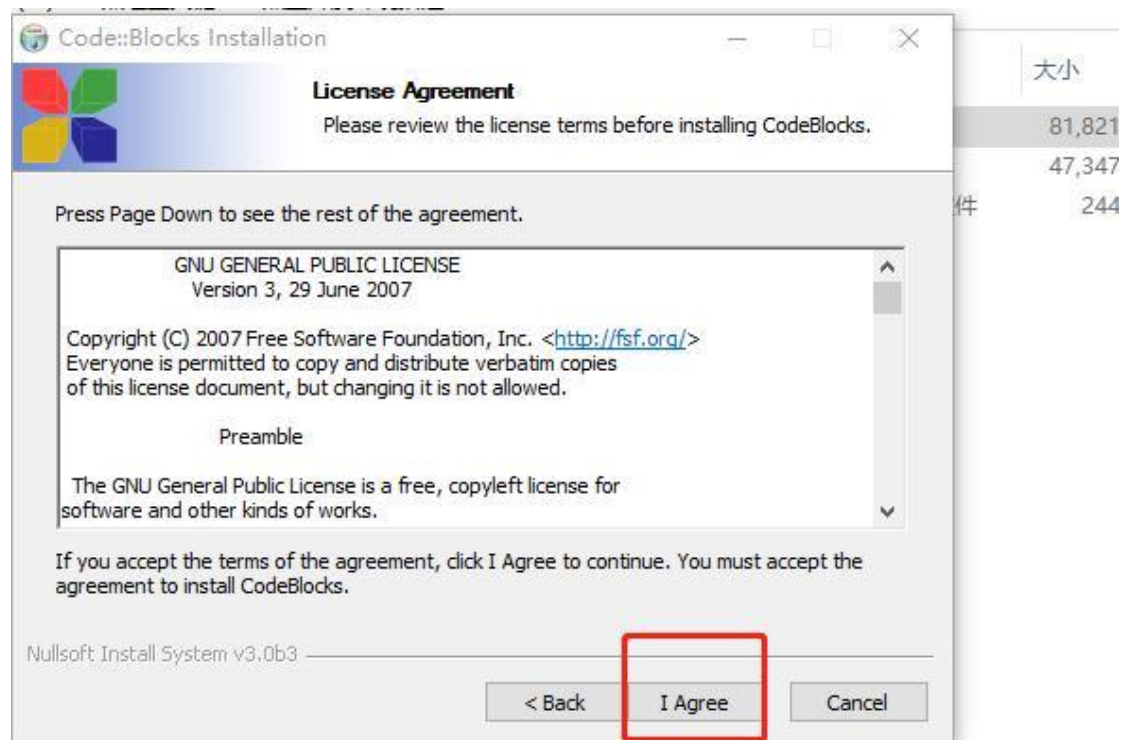 Code::Blocks Installation
License Agreement
Please review the license terms before installing CodeBlocks.
大小
81,821
47,347
件 244
Press Page Down to see the rest of the agreement.
GNU GENERAL PUBLIC LICENSE
Version 3, 29 June 2007
Copyright (C) 2007 Free Software Foundation, Inc. <http://fsf.org/>
Everyone is permitted to copy and distribute verbatim copies
of this license document, but changing it is not allowed.
Preamble
The GNU General Public License is a free, copyleft license for
software and other kinds of works.
If you accept the terms of the agreement, click I Agree to continue. You must accept the
agreement to install CodeBlocks.
Nullsoft Install System v3.0b3
< Back I Agree Cancel